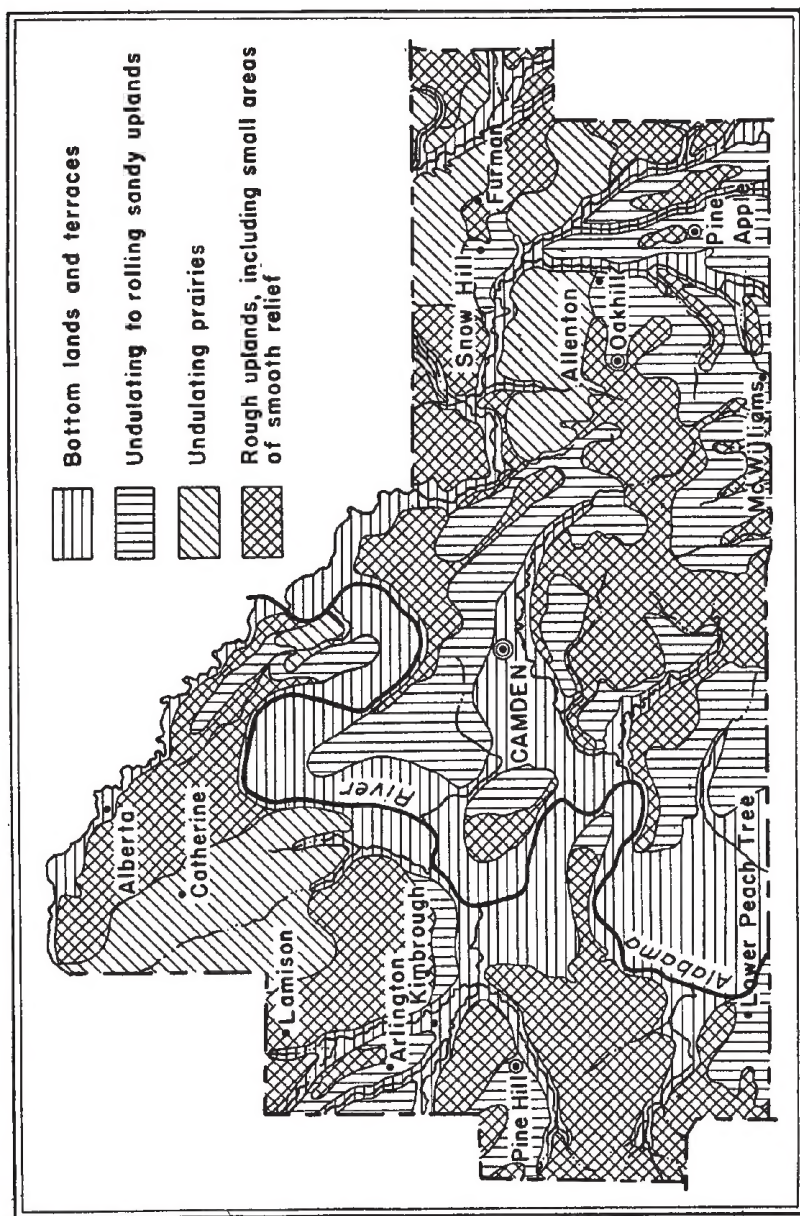 Bottom lands and terraces
Undulating to rolling sandy uplands
Undulating prairies
Rough uplands, including small areas
of smooth relief
Alberta
Catherine
Lamison
Arlington
Kimbrough
Pine Hill
River
CAMDEN
Alabama
Lower Peach Tree
Snow Hill
Furman
Allenton
Oakhill
Pine
Apple
McWilliams